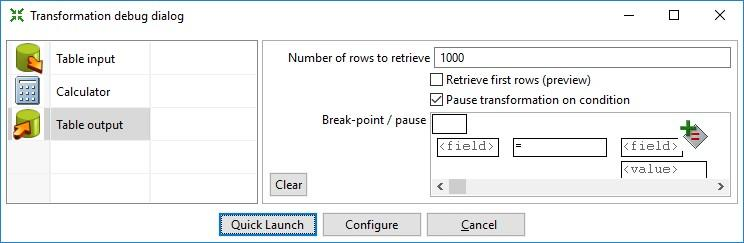 Transformation debug dialog
Table input
Calculator
Table output
Number of rows to retrieve 1000
Retrieve first rows (preview)
Pause transformation on condition
Break-point / pause
<field> = <field>
<value>
Clear
Quick Launch Configure Cancel